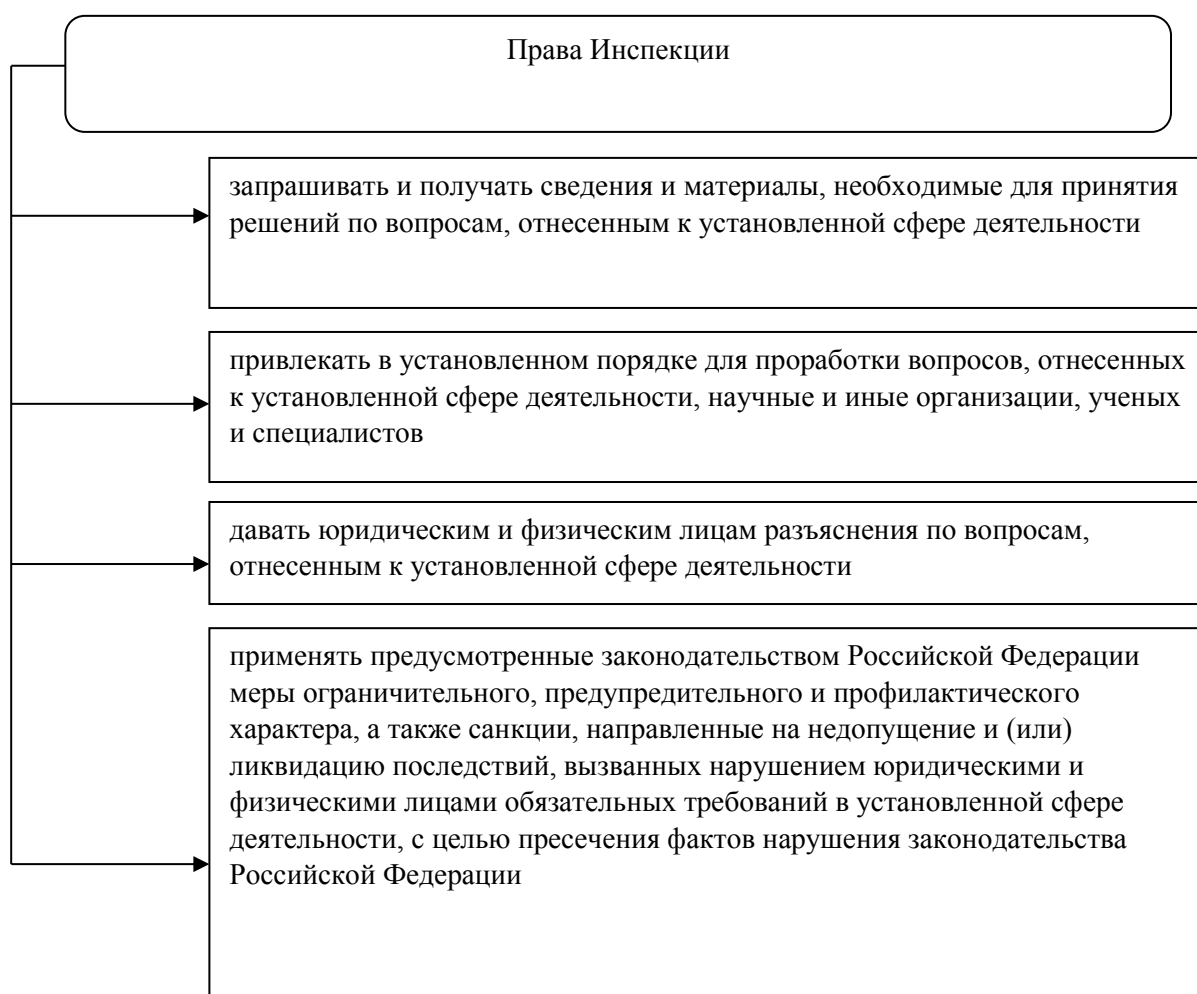 Права Инспекции
запрашивать и получать сведения и материалы, необходимые для принятия
решений по вопросам, отнесенным к установленной сфере деятельности
привлекать в установленном порядке для проработки вопросов, отнесенных
к установленной сфере деятельности, научные и иные организации, ученых
и специалистов
давать юридическим и физическим лицам разъяснения по вопросам,
отнесенным к установленной сфере деятельности
применять предусмотренные законодательством Российской Федерации
меры ограничительного, предупредительного и профилактического
характера, а также санкции, направленные на недопущение и (или)
ликвидацию последствий, вызванных нарушением юридическими и
физическими лицами обязательных требований в установленной сфере
деятельности, с целью пресечения фактов нарушения законодательства
Российской Федерации